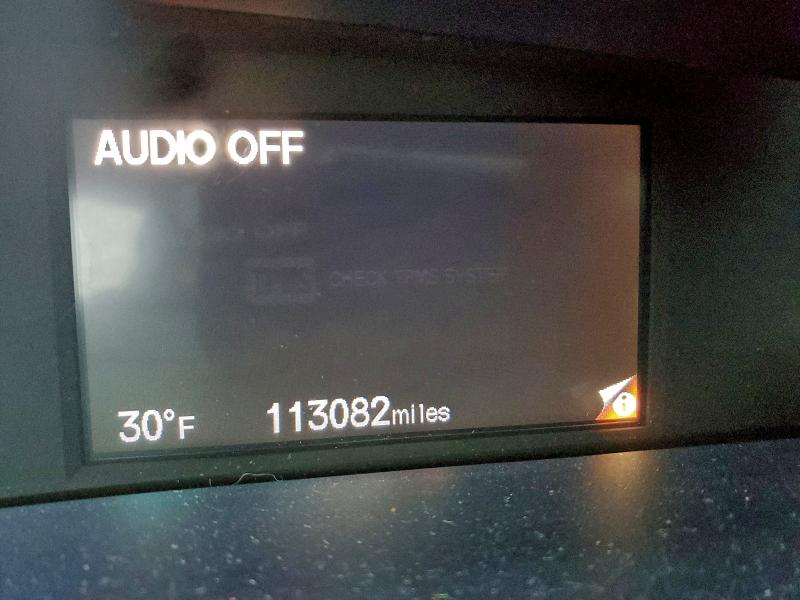 AUDIO OFF
CHECK TPMS SYSTEM
30°F 113082miles
i